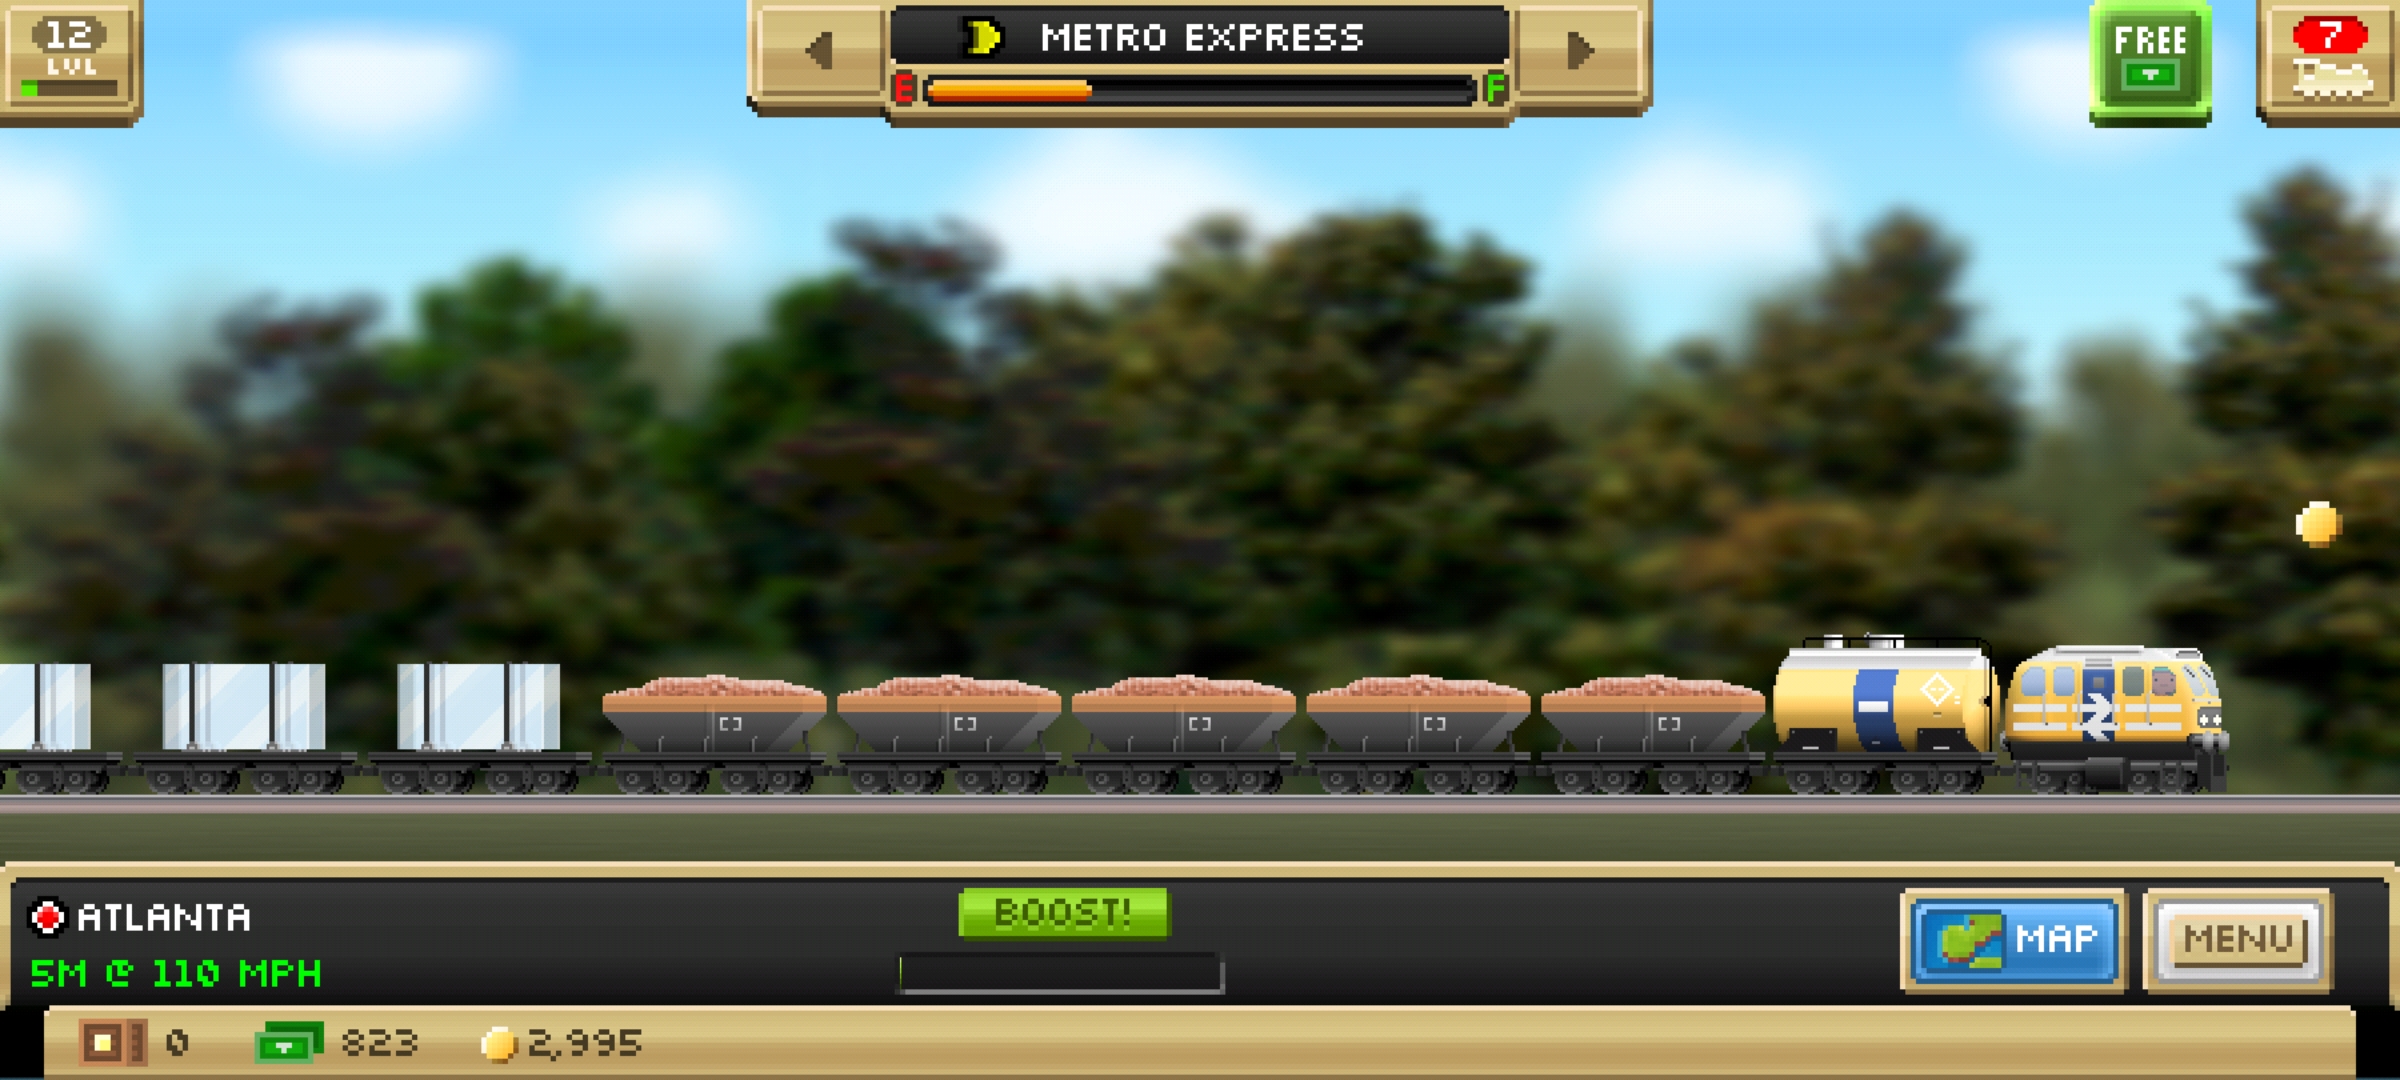 12
LVL
METRO EXPRESS
E F
FREE
7
ATLANTA
5M @ 110 MPH
BOOST!
MAP
MENU
0
823
2,995